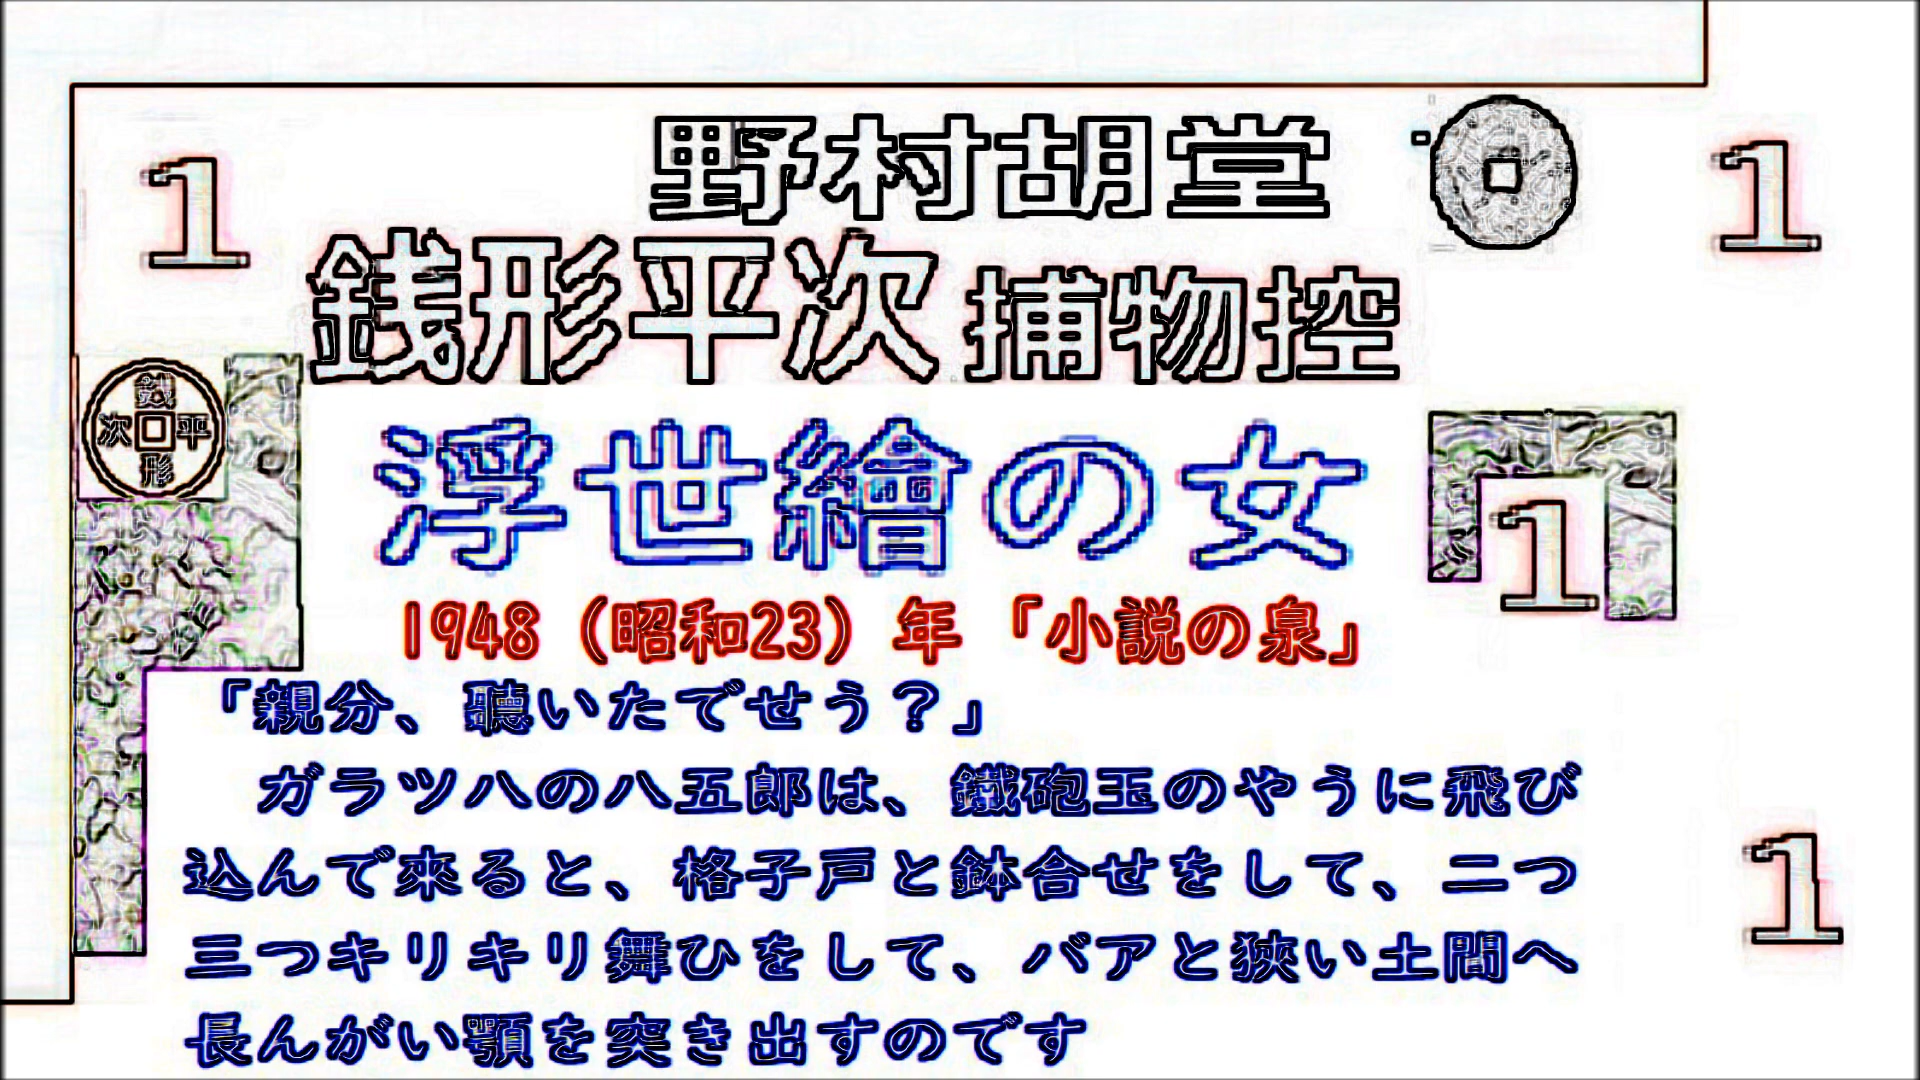 野村胡堂
1
1
銭形平次 捕物控
銭
次 平
形
浮世繪の女
1
1948（昭和23）年「小説の泉」
「親分、聽いたでせう？」
ガラツハの八五郎は、鐵砲玉のやうに飛び
込んで來ると、格子戸と鉢合せをして、二つ
1
三つキリキリ舞ひをして、バアと狹い土間へ
長んがい顎を突き出すのです